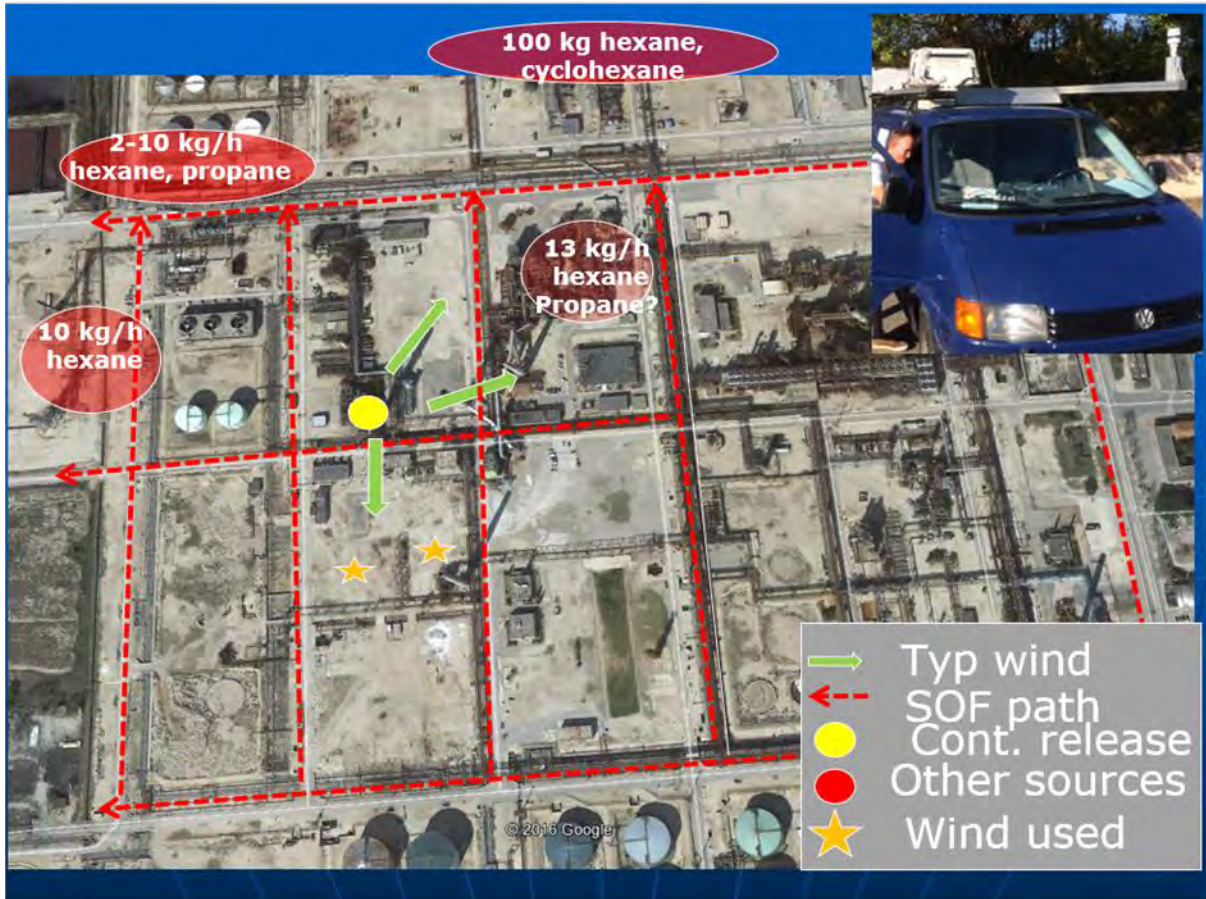 100 kg hexane,
cyclohexane
2-10 kg/h
hexane, propane
13 kg/h
hexane
Propane?
10 kg/h
hexane
Typ wind
SOF path
Cont. release
Other sources
Wind used
© 2016 Google